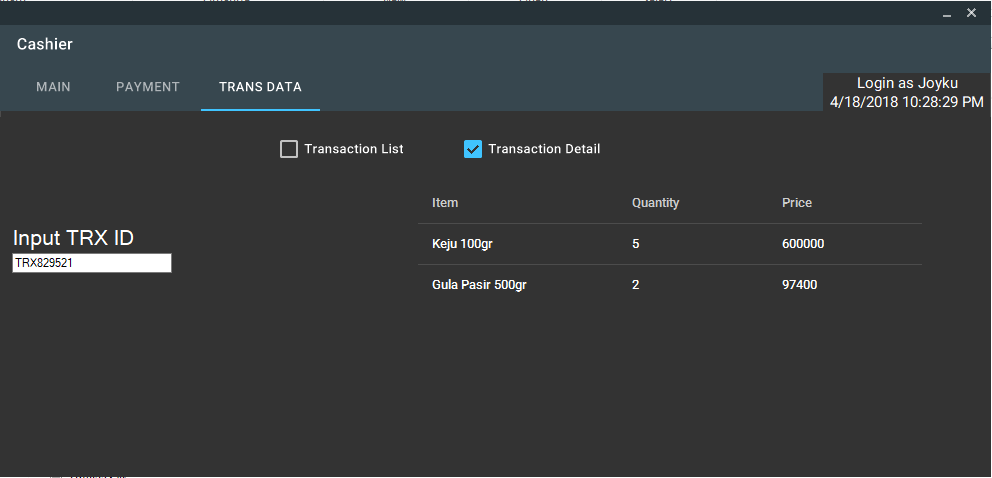 Cashier
MAIN PAYMENT TRANS DATA
Login as Joyku
4/18/2018 10:28:29 PM
Transaction List Transaction Detail
Item Quantity Price
Input TRX ID
TRX829521
Keju 100gr 5 600000
Gula Pasir 500gr 2 97400